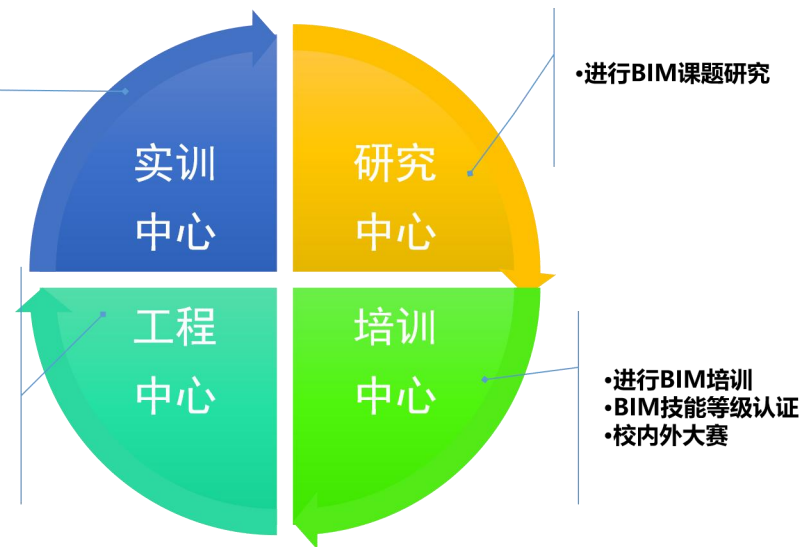 实训
中心
研究
中心
•进行BIM课题研究
工程
中心
培训
中心
•进行BIM培训
•BIM技能等级认证
•校内外大赛